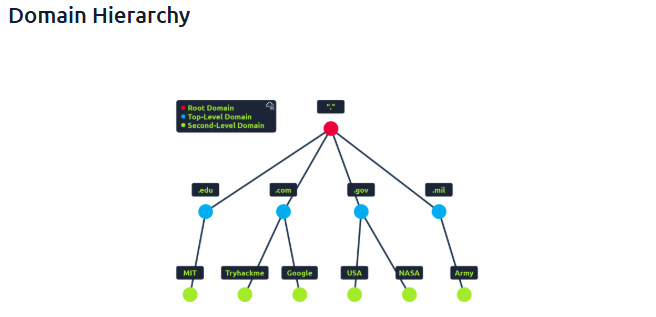 Domain Hierarchy
Root Domain
Top-Level Domain
Second-Level Domain
"."
.edu
.com
.gov
.mil
MIT
Tryhackme
Google
USA
NASA
Army